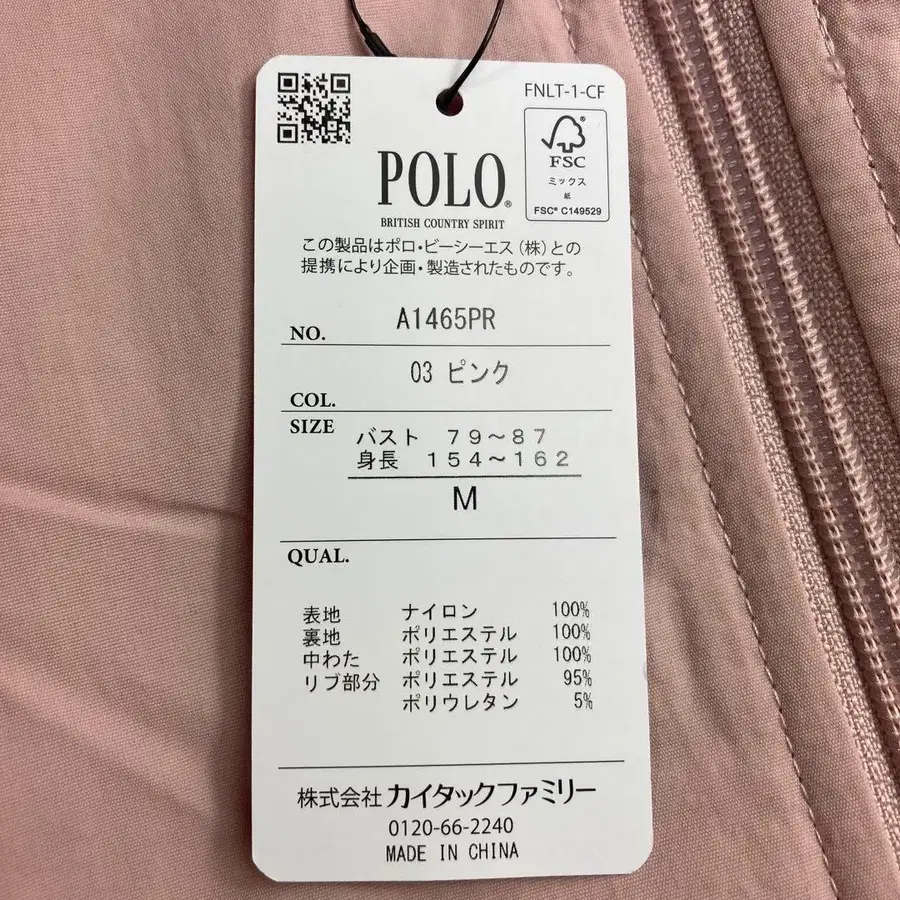 FNLT-1-CF
FSC
ミックス
紙
FSC® C149529
POLO®
BRITISH COUNTRY SPIRIT
この製品はポロ・ビーシーエス(株)との
提携により企画・製造されたものです。
NO. A1465PR
COL. 03 ピンク
SIZE バスト 79～87
身長 154～162
M
QUAL.
表地 ナイロン 100%
裏地 ポリエステル 100%
中わた ポリエステル 100%
リブ部分 ポリエステル 95%
ポリウレタン 5%
株式会社 カイタックファミリー
0120-66-2240
MADE IN CHINA